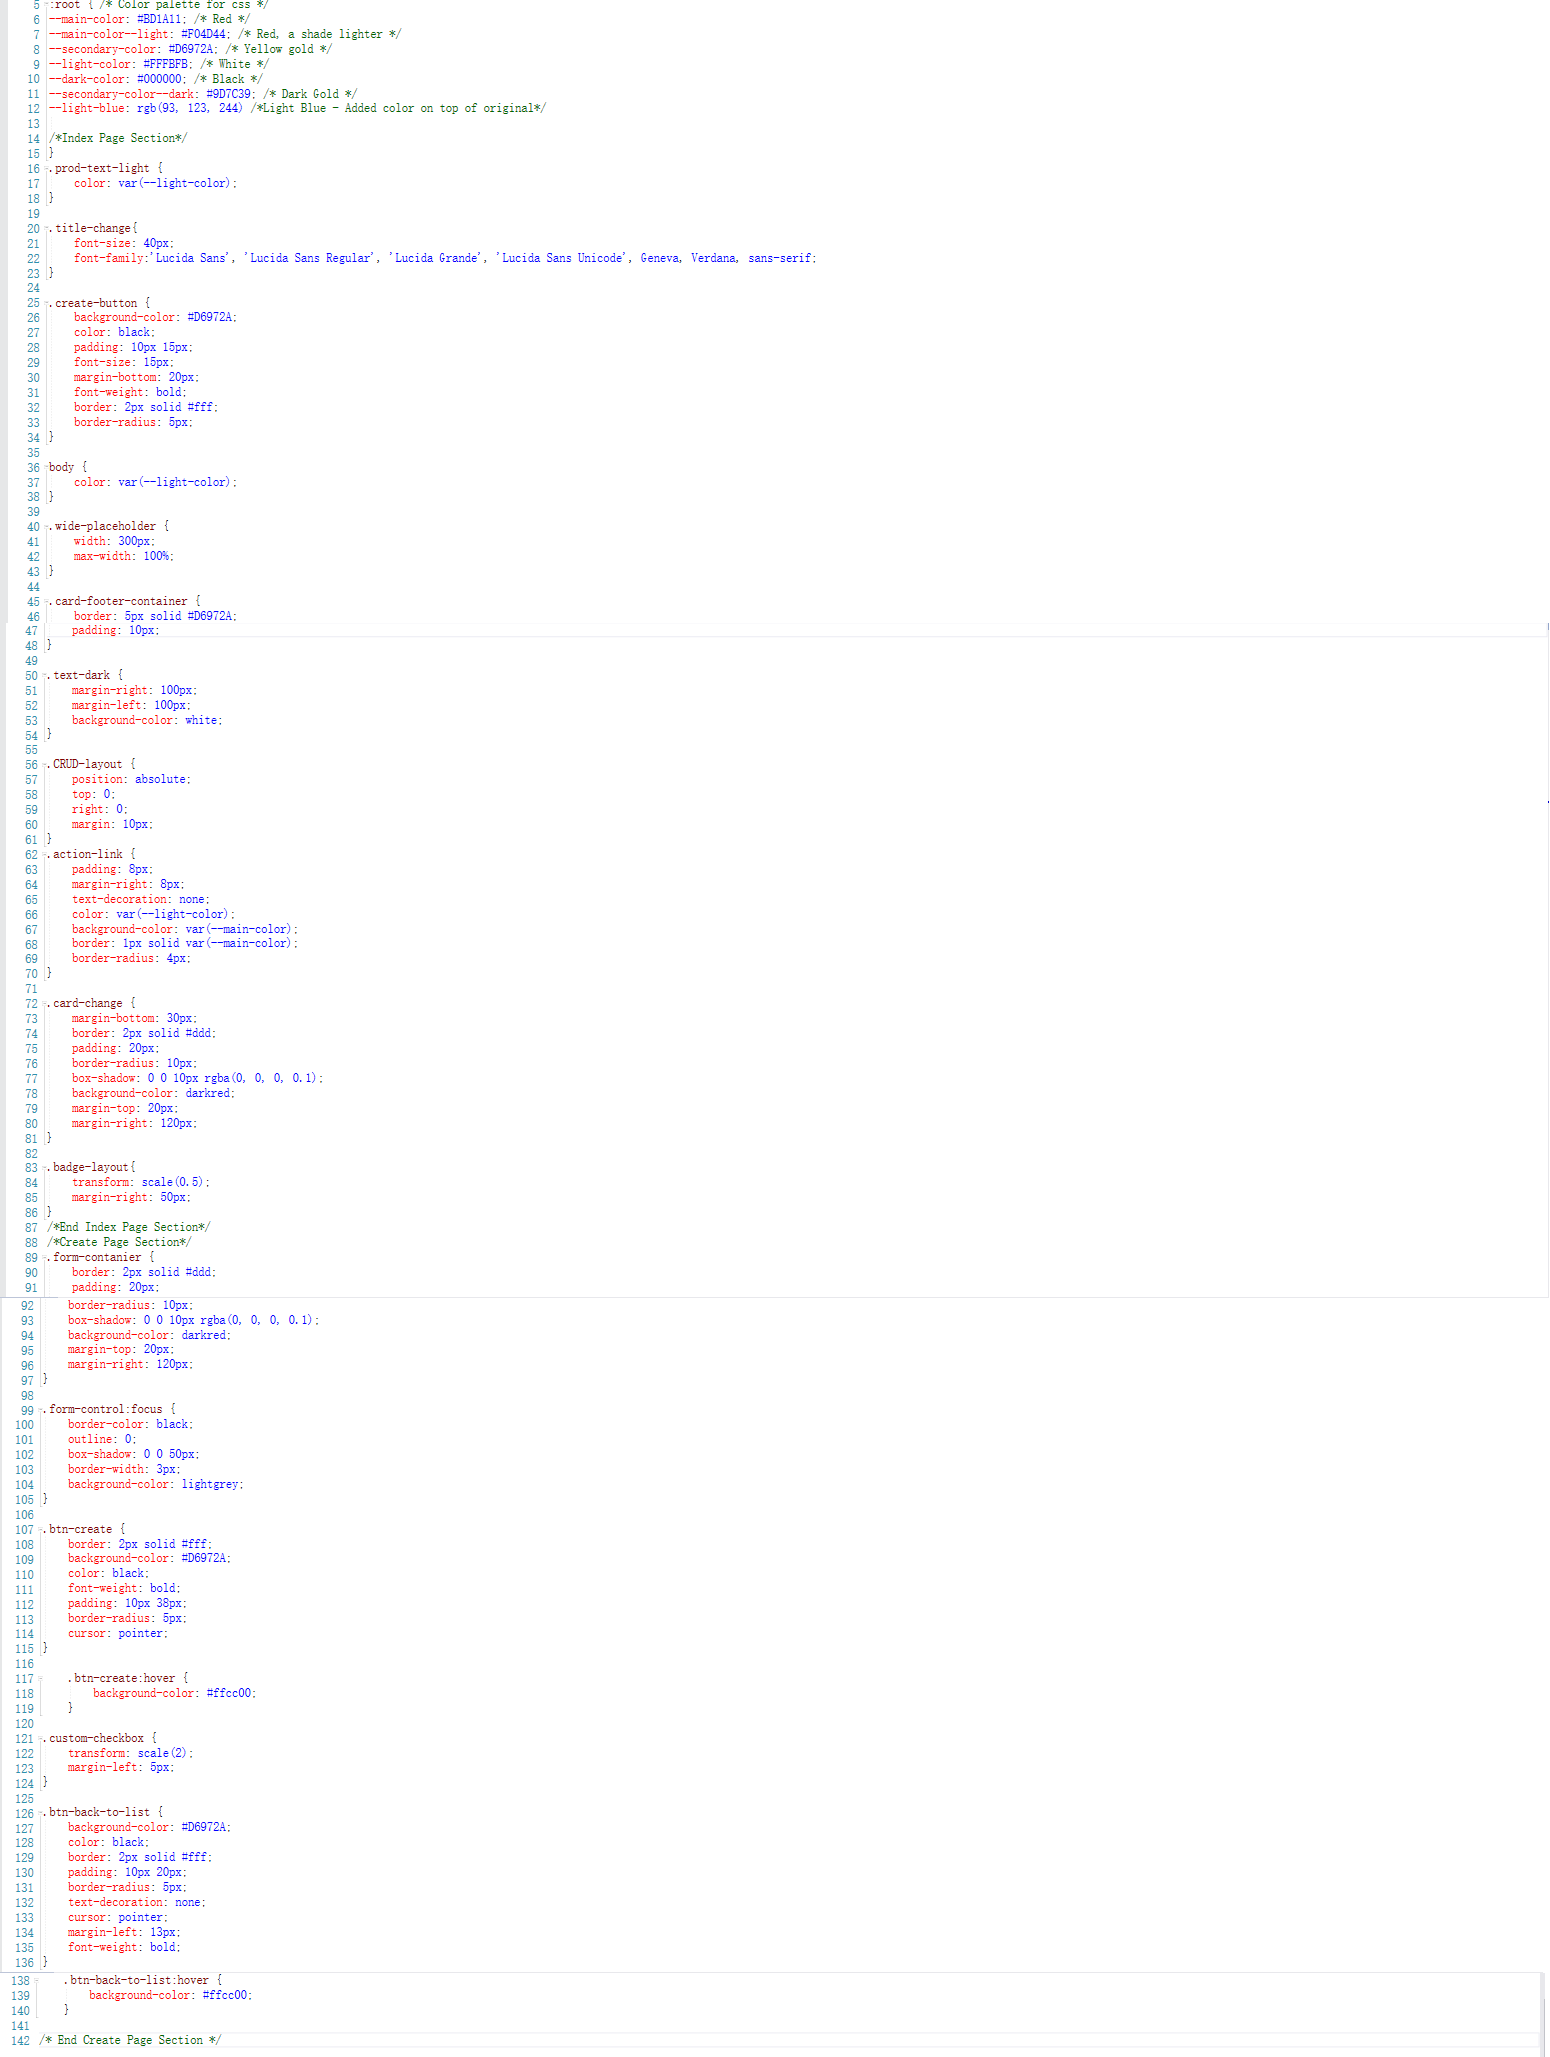 5 :root { /* Color palette for css */
6 --main-color: #BD1A11; /* Red */
7 --main-color--light: #F04D44; /* Red, a shade lighter */
8 --secondary-color: #D6972A; /* Yellow gold */
9 --light-color: #FFFBFB; /* White */
10 --dark-color: #000000; /* Black */
11 --secondary-color--dark: #9D7C39; /* Dark Gold */
12 --light-blue: rgb(93, 123, 244) /*Light Blue - Added color on top of original*/
13
14 /*Index Page Section*/
15 }
16 .prod-text-light {
17 color: var(--light-color);
18 }
19
20 .title-change{
21 font-size: 40px;
22 font-family:'Lucida Sans', 'Lucida Sans Regular', 'Lucida Grande', 'Lucida Sans Unicode', Geneva, Verdana, sans-serif;
23 }
24
25 .create-button {
26 background-color: #D6972A;
27 color: black;
28 padding: 10px 15px;
29 font-size: 15px;
30 margin-bottom: 20px;
31 font-weight: bold;
32 border: 2px solid #fff;
33 border-radius: 5px;
34 }
35
36 body {
37 color: var(--light-color);
38 }
39
40 .wide-placeholder {
41 width: 300px;
42 max-width: 100%;
43 }
44
45 .card-footer-container {
46 border: 5px solid #D6972A;
47 padding: 10px;
48 }
49
50 .text-dark {
51 margin-right: 100px;
52 margin-left: 100px;
53 background-color: white;
54 }
55
56 .CRUD-layout {
57 position: absolute;
58 top: 0;
59 right: 0;
60 margin: 10px;
61 }
62 .action-link {
63 padding: 8px;
64 margin-right: 8px;
65 text-decoration: none;
66 color: var(--light-color);
67 background-color: var(--main-color);
68 border: 1px solid var(--main-color);
69 border-radius: 4px;
70 }
71
72 .card-change {
73 margin-bottom: 30px;
74 border: 2px solid #ddd;
75 padding: 20px;
76 border-radius: 10px;
77 box-shadow: 0 0 10px rgba(0, 0, 0, 0.1);
78 background-color: darkred;
79 margin-top: 20px;
80 margin-right: 120px;
81 }
82
83 .badge-layout{
84 transform: scale(0.5);
85 margin-right: 50px;
86 }
87 /*End Index Page Section*/
88 /*Create Page Section*/
89 .form-contanier {
90 border: 2px solid #ddd;
91 padding: 20px;
92 border-radius: 10px;
93 box-shadow: 0 0 10px rgba(0, 0, 0, 0.1);
94 background-color: darkred;
95 margin-top: 20px;
96 margin-right: 120px;
97 }
98
99 .form-control:focus {
100 border-color: black;
101 outline: 0;
102 box-shadow: 0 0 50px;
103 border-width: 3px;
104 background-color: lightgrey;
105 }
106
107 .btn-create {
108 border: 2px solid #fff;
109 background-color: #D6972A;
110 color: black;
111 font-weight: bold;
112 padding: 10px 38px;
113 border-radius: 5px;
114 cursor: pointer;
115 }
116
117 .btn-create:hover {
118 background-color: #ffcc00;
119 }
120
121 .custom-checkbox {
122 transform: scale(2);
123 margin-left: 5px;
124 }
125
126 .btn-back-to-list {
127 background-color: #D6972A;
128 color: black;
129 border: 2px solid #fff;
130 padding: 10px 20px;
131 border-radius: 5px;
132 text-decoration: none;
133 cursor: pointer;
134 margin-left: 13px;
135 font-weight: bold;
136 }
138 .btn-back-to-list:hover {
139 background-color: #ffcc00;
140 }
141
142 /* End Create Page Section */